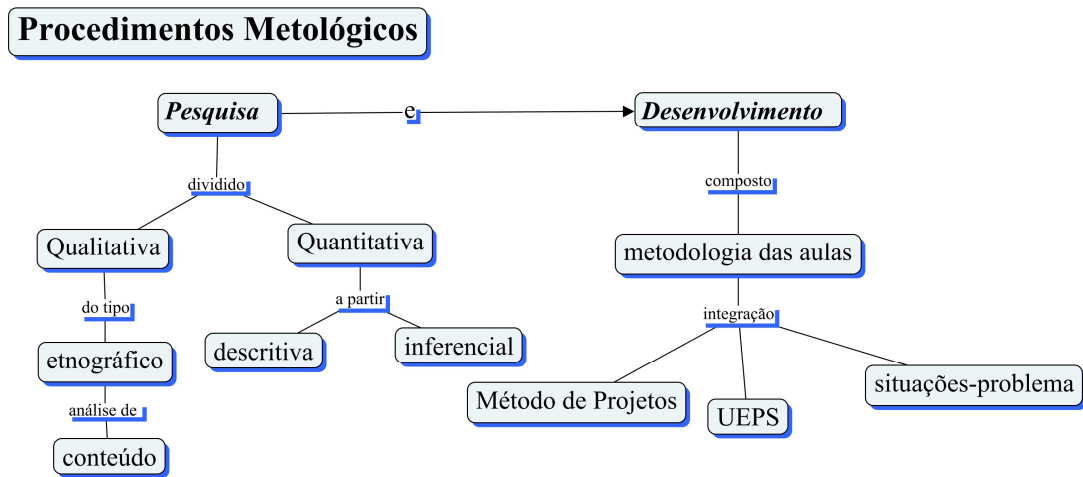 Procedimentos Metológicos
Pesquisa
e
Desenvolvimento
dividido
composto
Qualitativa
Quantitativa
metodologia das aulas
do tipo
a partir
integração
etnográfico
descritiva
inferencial
Método de Projetos
UEPS
situações-problema
análise de
conteúdo